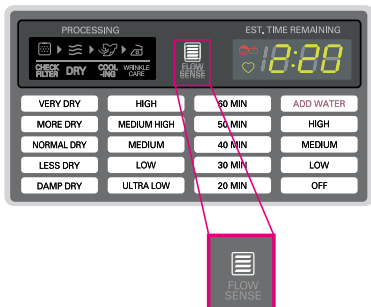 PROCESSING
EST. TIME REMAINING
CHECK FILTER
DRY
COOL -ING
WRINKLE CARE
FLOW SENSE
2:20
VERY DRY HIGH 60 MIN ADD WATER
MORE DRY MEDIUM HIGH 50 MIN HIGH
NORMAL DRY MEDIUM 40 MIN MEDIUM
LESS DRY LOW 30 MIN LOW
DAMP DRY ULTRA LOW 20 MIN OFF
FLOW
SENSE